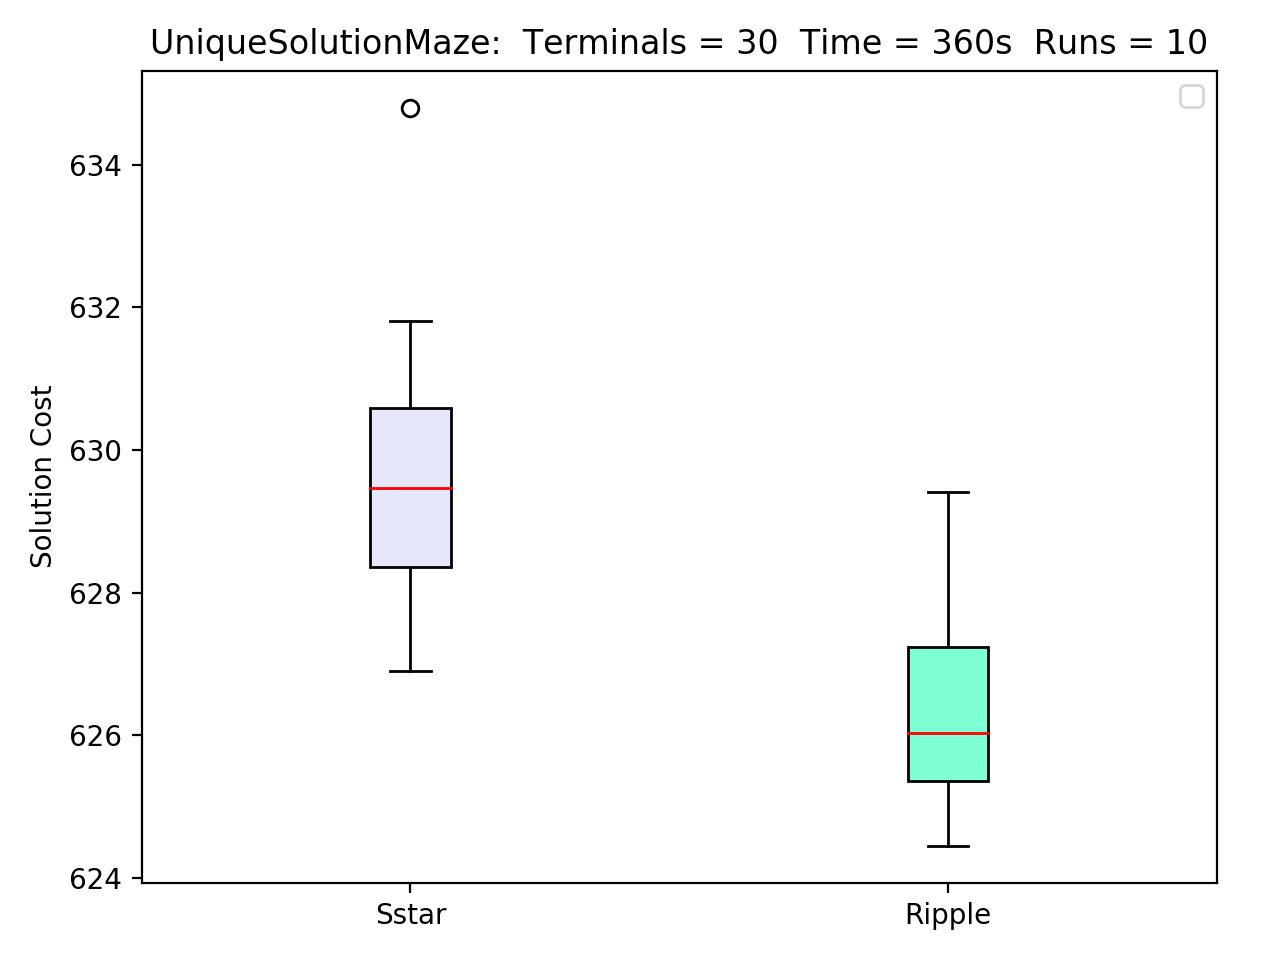 UniqueSolutionMaze: Terminals = 30 Time = 360s Runs = 10
Solution Cost
634
632
630
628
626
624
Sstar
Ripple